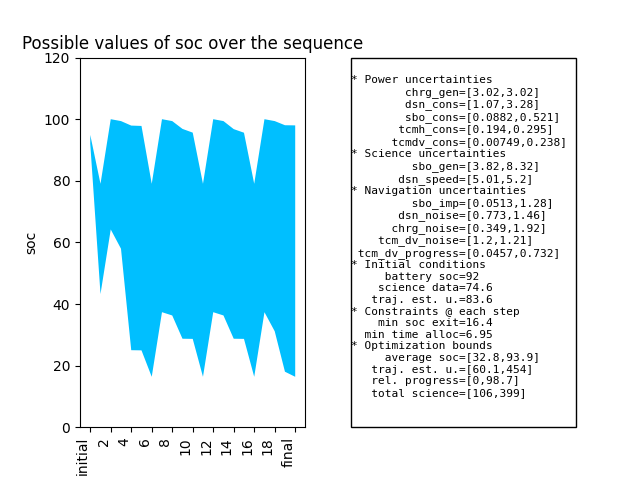 Possible values of soc over the sequence
120
100
80
60
40
20
0
soc
initial
2
4
6
8
10
12
14
16
18
final
* Power uncertainties
chrg_gen=[3.02,3.02]
dsn_cons=[1.07,3.28]
sbo_cons=[0.0882,0.521]
tcmh_cons=[0.194,0.295]
tcmdv_cons=[0.00749,0.238]
* Science uncertainties
sbo_gen=[3.82,8.32]
dsn_speed=[5.01,5.2]
* Navigation uncertainties
sbo_imp=[0.0513,1.28]
dsn_noise=[0.773,1.46]
chrg_noise=[0.349,1.92]
tcm_dv_noise=[1.2,1.21]
tcm_dv_progress=[0.0457,0.732]
* Initial conditions
battery soc=92
science data=74.6
traj. est. u.=83.6
* Constraints @ each step
min soc exit=16.4
min time alloc=6.95
* Optimization bounds
average soc=[32.8,93.9]
traj. est. u.=[60.1,454]
rel. progress=[0,98.7]
total science=[106,399]